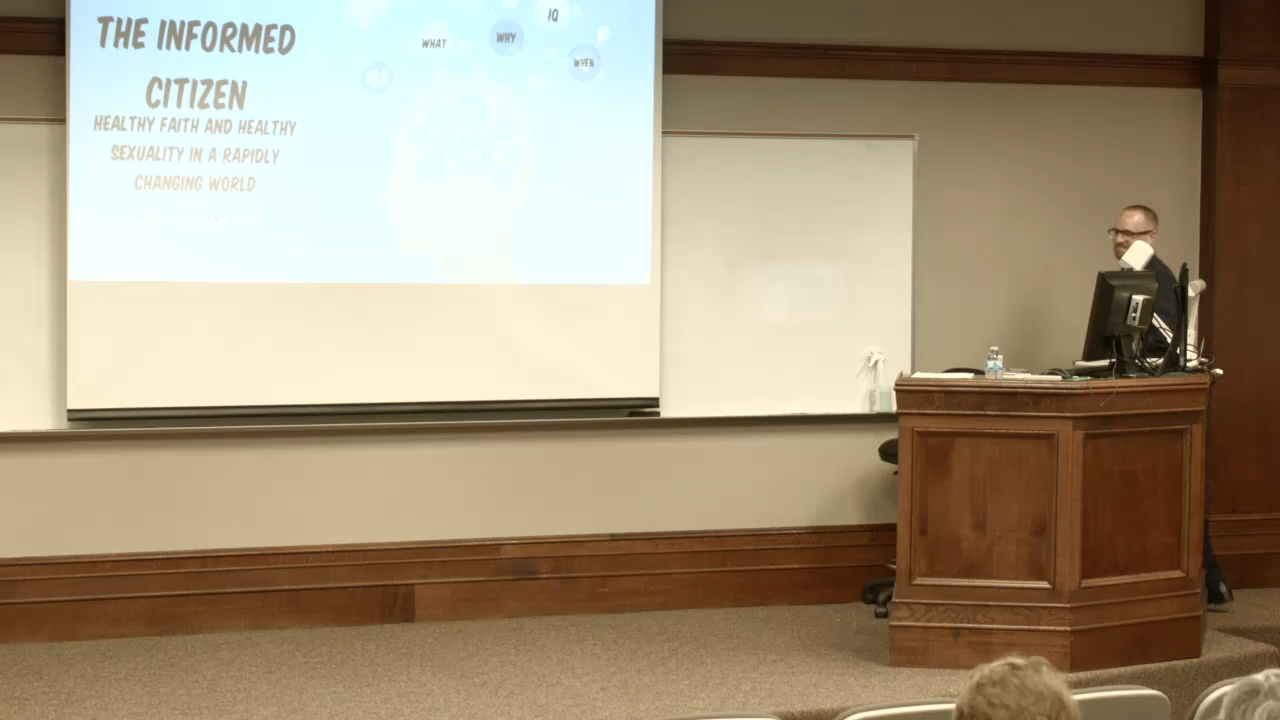 THE INFORMED
CITIZEN
HEALTHY FAITH AND HEALTHY
SEXUALITY IN A RAPIDLY
CHANGING WORLD
IQ
WHAT
WHY
WHEN